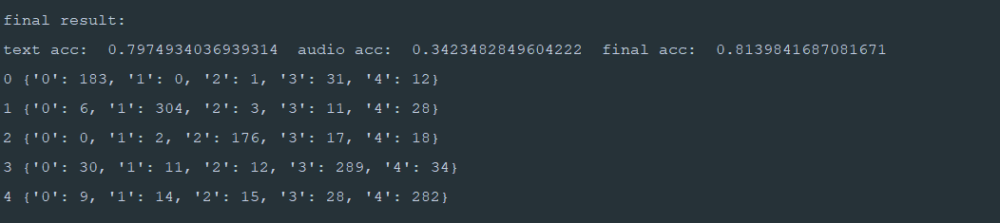 final result:
text acc:  0.7974934036939314  audio acc:  0.3423482849604222  final acc:  0.8139841687081671
0 {'0': 183, '1': 0, '2': 1, '3': 31, '4': 12}
1 {'0': 6, '1': 304, '2': 3, '3': 11, '4': 28}
2 {'0': 0, '1': 2, '2': 176, '3': 17, '4': 18}
3 {'0': 30, '1': 11, '2': 12, '3': 289, '4': 34}
4 {'0': 9, '1': 14, '2': 15, '3': 28, '4': 282}